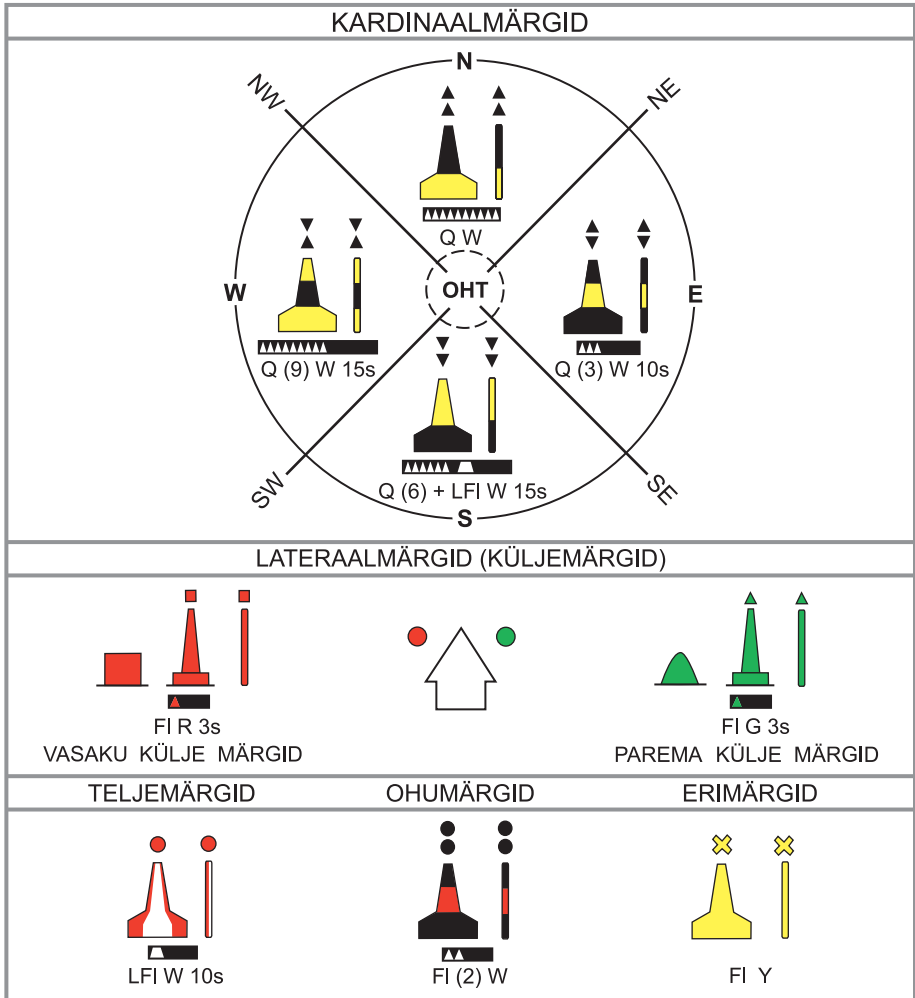 KARDINAALMÄRGID
N
NW
NE
Q W
W
OHT
E
Q (9) W 15s
Q (3) W 10s
SW
Q (6) + LFl W 15s
SE
S
LATERAALMÄRGID (KÜLJEMÄRGID)
Fl R 3s
Fl G 3s
VASAKU KÜLJE MÄRGID
PAREMA KÜLJE MÄRGID
TELJEMÄRGID
OHUMÄRGID
ERIMÄRGID
LFl W 10s
Fl (2) W
Fl Y